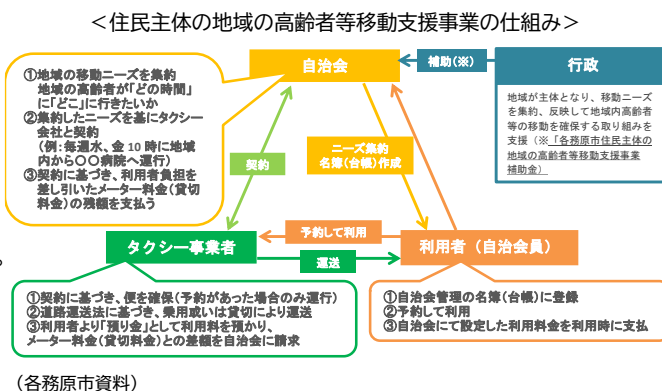 ＜住民主体の地域の高齢者等移動支援事業の仕組み＞
①地域の移動ニーズを集約
地域の高齢者が「どの時間」
に「どこ」に行きたいか
②集約したニーズを基にタクシー
会社と契約
(例：毎週水、金 10 時に地域
内から〇〇病院へ運行)
③契約に基づき、利用者負担を
差し引いたメーター料金(貸切
料金)の残額を支払う
自治会
補助(※)
行政
地域が主体となり、移動ニーズ
を集約、反映して地域内高齢者
等の移動を確保する取り組みを
支援（※「各務原市住民主体の
地域の高齢者等移動支援事業
補助金）
契約
ニーズ集約
名簿(台帳)作成
タクシー事業者
予約して利用
運送
利用者（自治会員）
①契約に基づき、便を確保(予約があった場合のみ運行)
②道路運送法に基づき、乗用或いは貸切により運送
③利用者より「預り金」として利用料を預かり、
メーター料金(貸切料金)との差額を自治会に請求
①自治会管理の名簿(台帳)に登録
②予約して利用
③自治会にて設定した利用料金を利用時に支払
（各務原市資料）